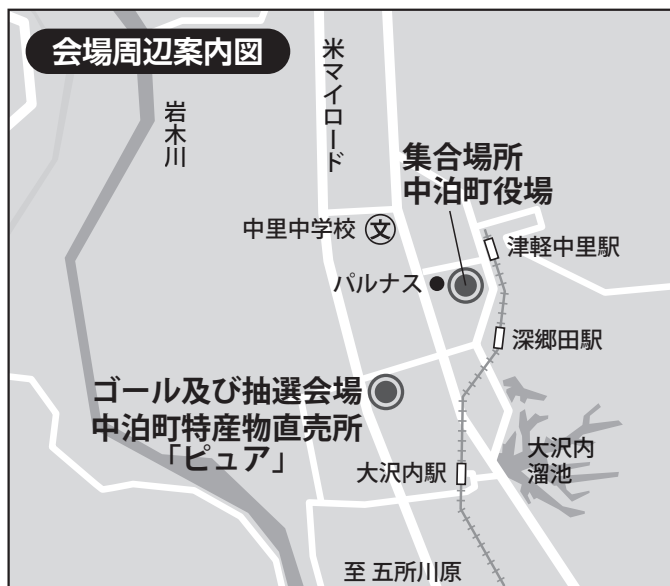 会場周辺案内図
米マイロード
岩木川
集合場所
中泊町役場
中里中学校
文
津軽中里駅
パルナス
深郷田駅
ゴール及び抽選会場
中泊町特産物直売所
「ピュア」
大沢内駅
大沢内
溜池
至 五所川原